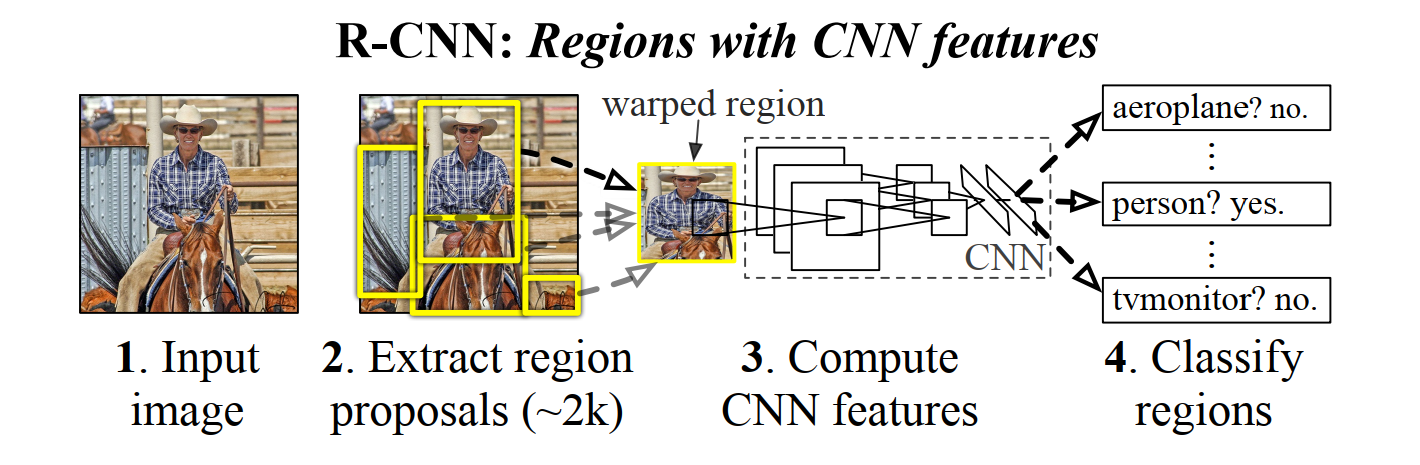 R-CNN: Regions with CNN features
warped region
aeroplane? no.
person? yes.
CNN
tvmonitor? no.
1. Input
image
2. Extract region
proposals (~2k)
3. Compute
CNN features
4. Classify
regions